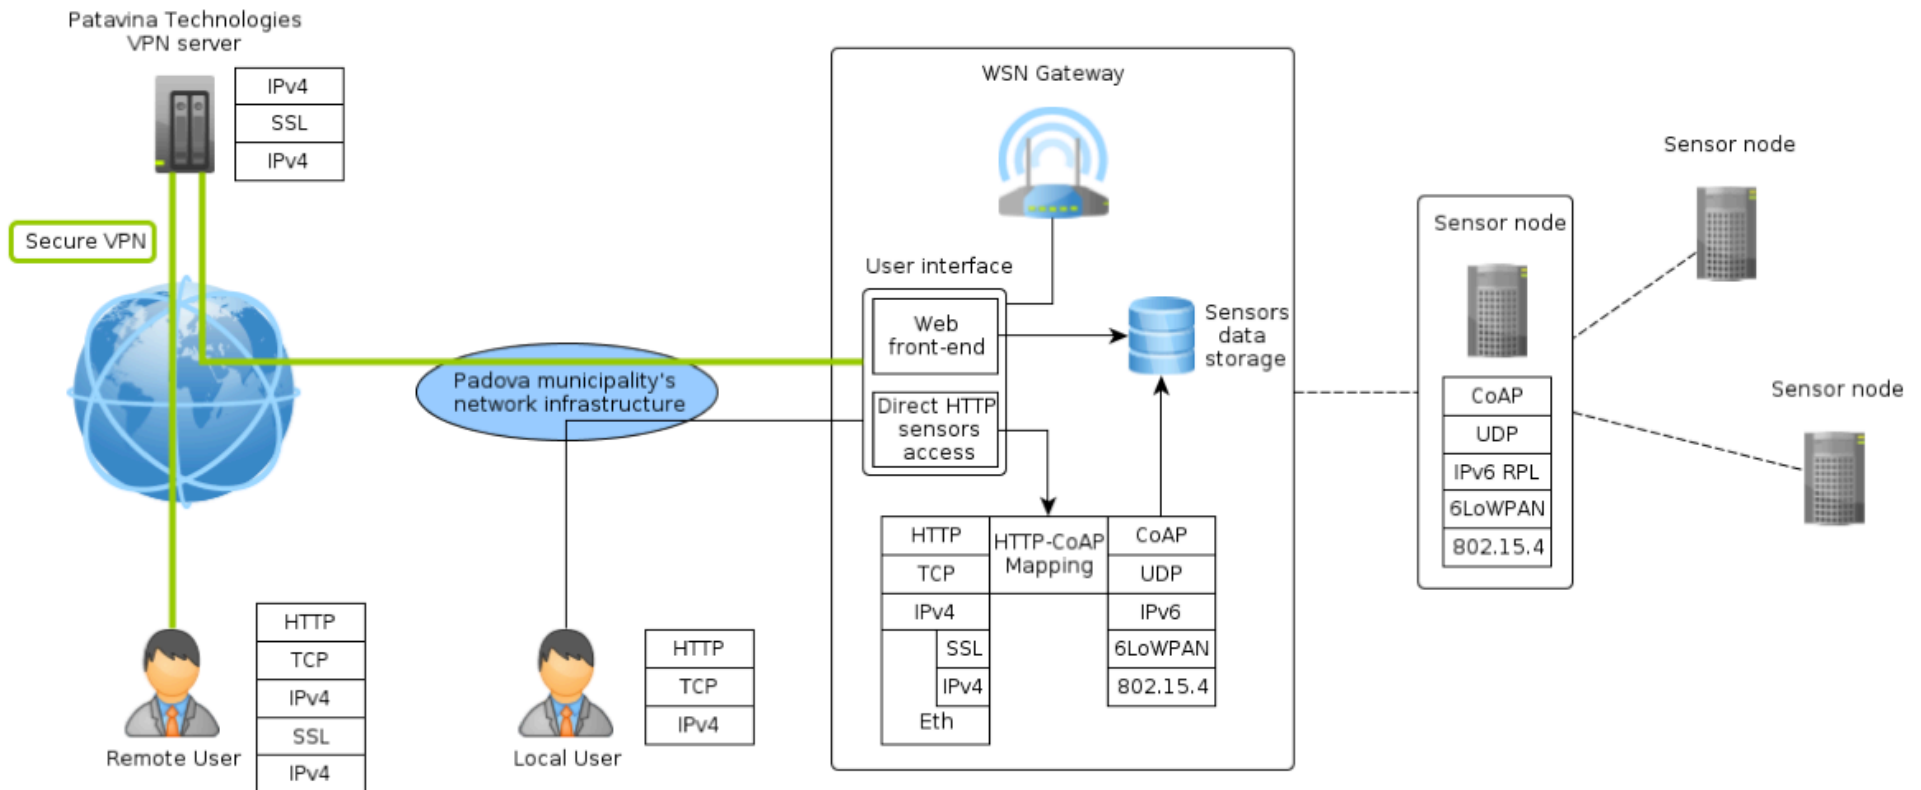 Patavina Technologies
VPN server
IPv4
SSL
IPv4
Secure VPN
Remote User
HTTP
TCP
IPv4
SSL
IPv4
Padova municipality's
network infrastructure
Local User
HTTP
TCP
IPv4
WSN Gateway
User interface
Web
front-end
Direct HTTP
sensors
access
Sensors
data
storage
HTTP
TCP
IPv4
SSL
IPv4
Eth
HTTP-CoAP
Mapping
CoAP
UDP
IPv6
6LoWPAN
802.15.4
Sensor node
CoAP
UDP
IPv6 RPL
6LoWPAN
802.15.4
Sensor node
Sensor node